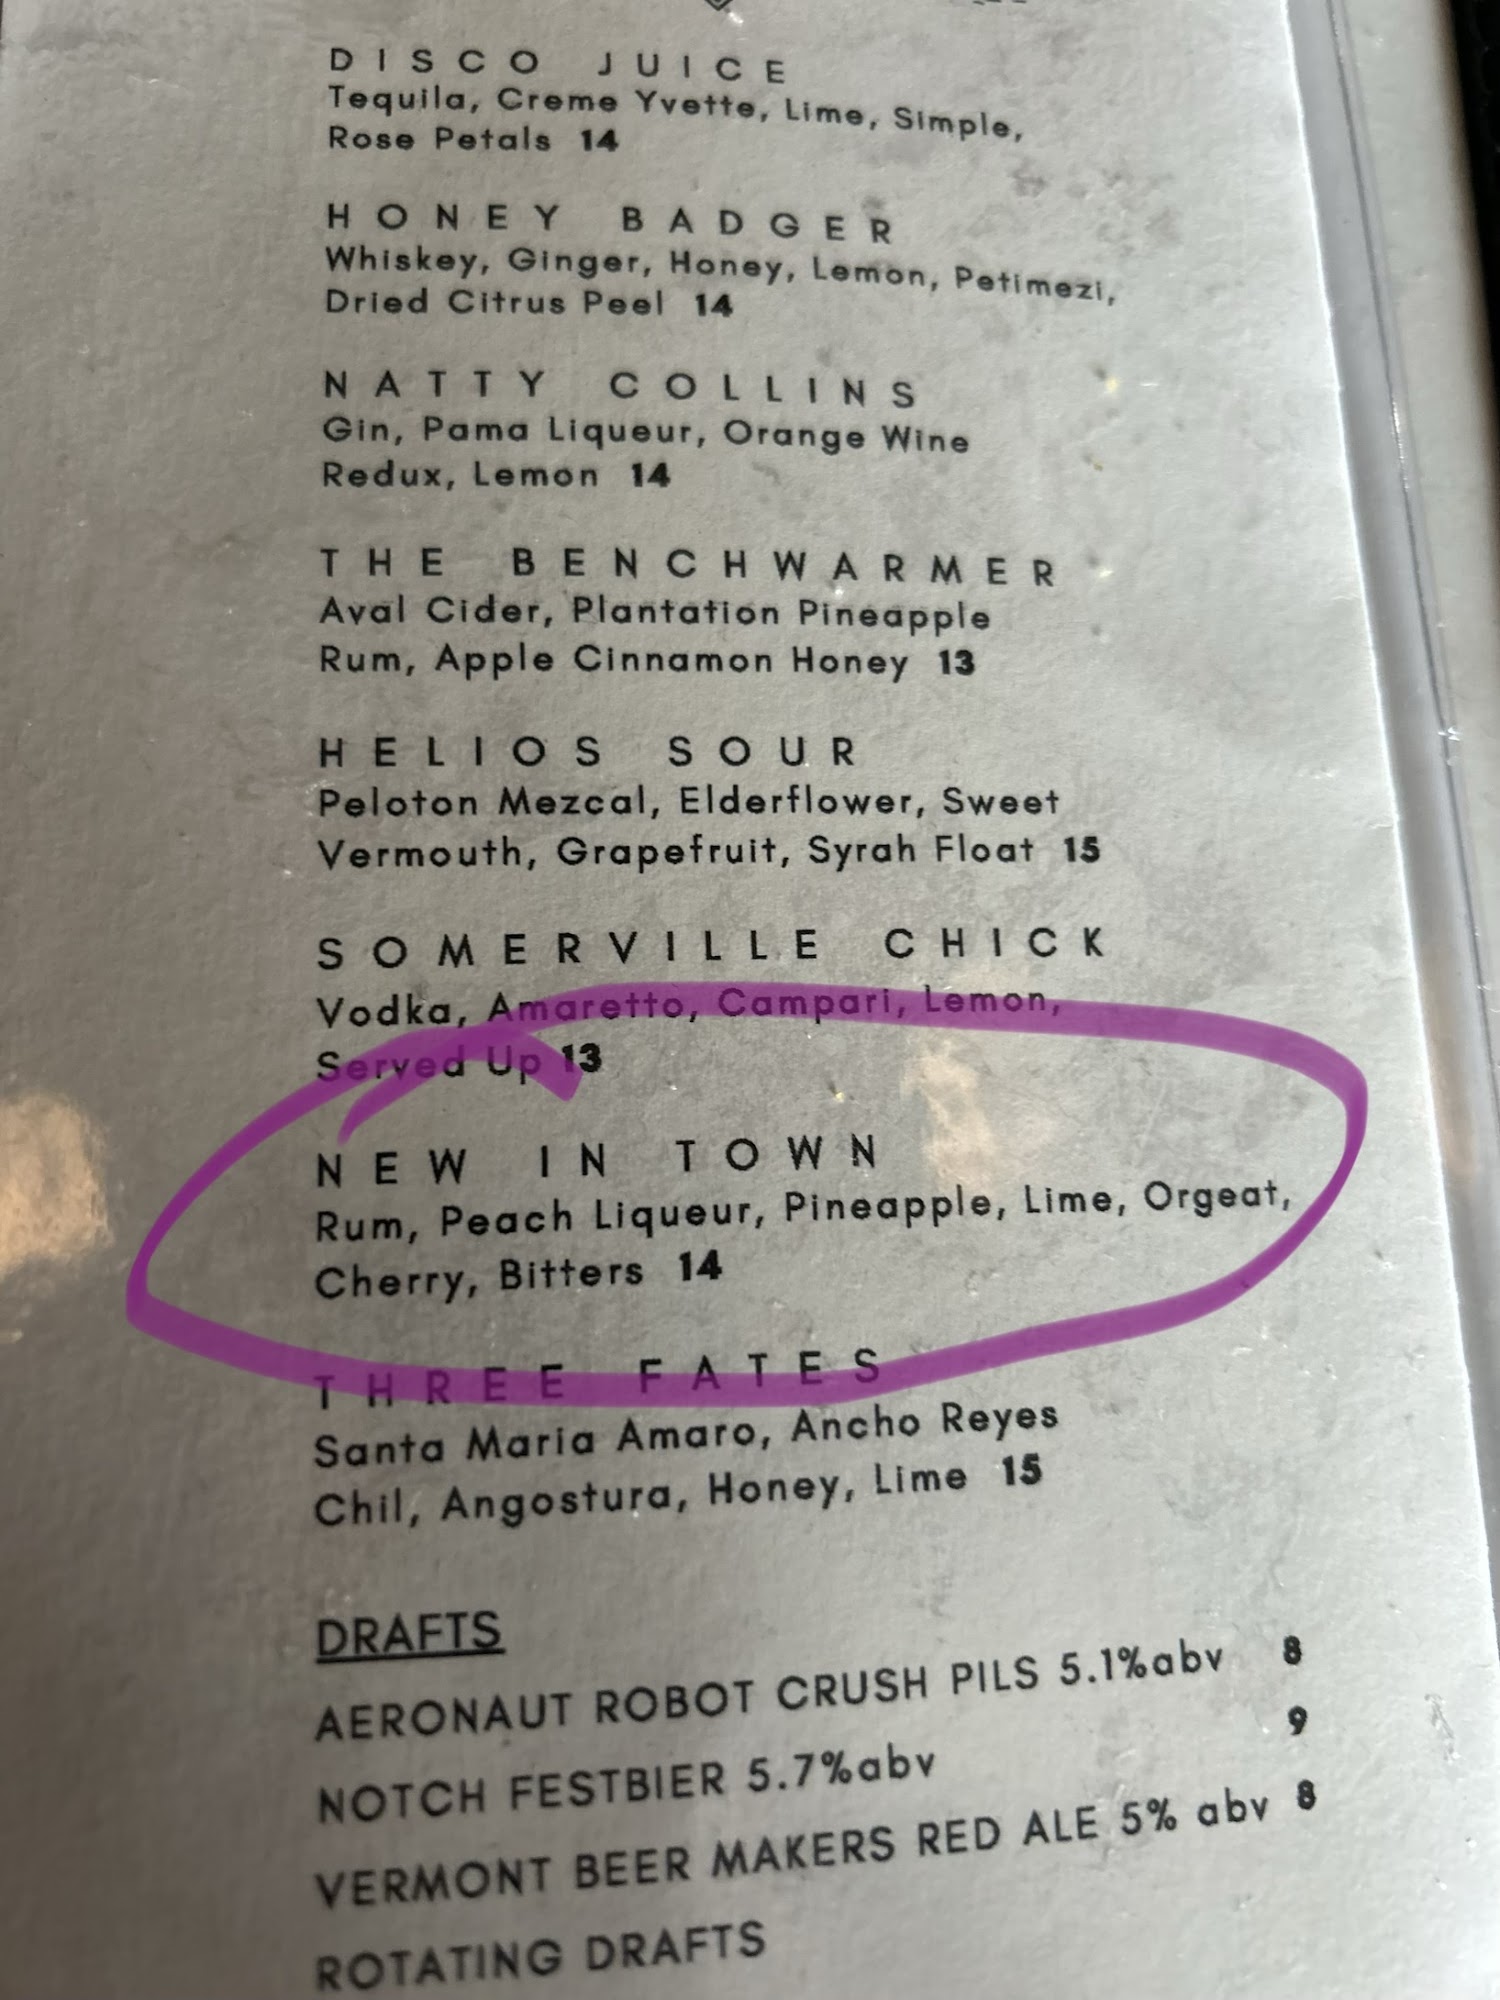 DISCO JUICE
Tequila, Creme Yvette, Lime, Simple,
Rose Petals 14
HONEY BADGER
Whiskey, Ginger, Honey, Lemon, Petimezi,
Dried Citrus Peel 14
NATTY COLLINS
Gin, Pama Liqueur, Orange Wine
Redux, Lemon 14
THE BENCHWARMER
Aval Cider, Plantation Pineapple
Rum, Apple Cinnamon Honey 13
HELIOS SOUR
Peloton Mezcal, Elderflower, Sweet
Vermouth, Grapefruit, Syrah Float 15
SOMERVILLE CHICK
Vodka, Amaretto, Campari, Lemon,
Served Up 13
NEW IN TOWN
Rum, Peach Liqueur, Pineapple, Lime, Orgeat,
Cherry, Bitters 14
THREE FATES
Santa Maria Amaro, Ancho Reyes
Chil, Angostura, Honey, Lime 15
DRAFTS
AERONAUT ROBOT CRUSH PILS 5.1%abv 8
NOTCH FESTBIER 5.7%abv 9
VERMONT BEER MAKERS RED ALE 5% abv 8
ROTATING DRAFTS